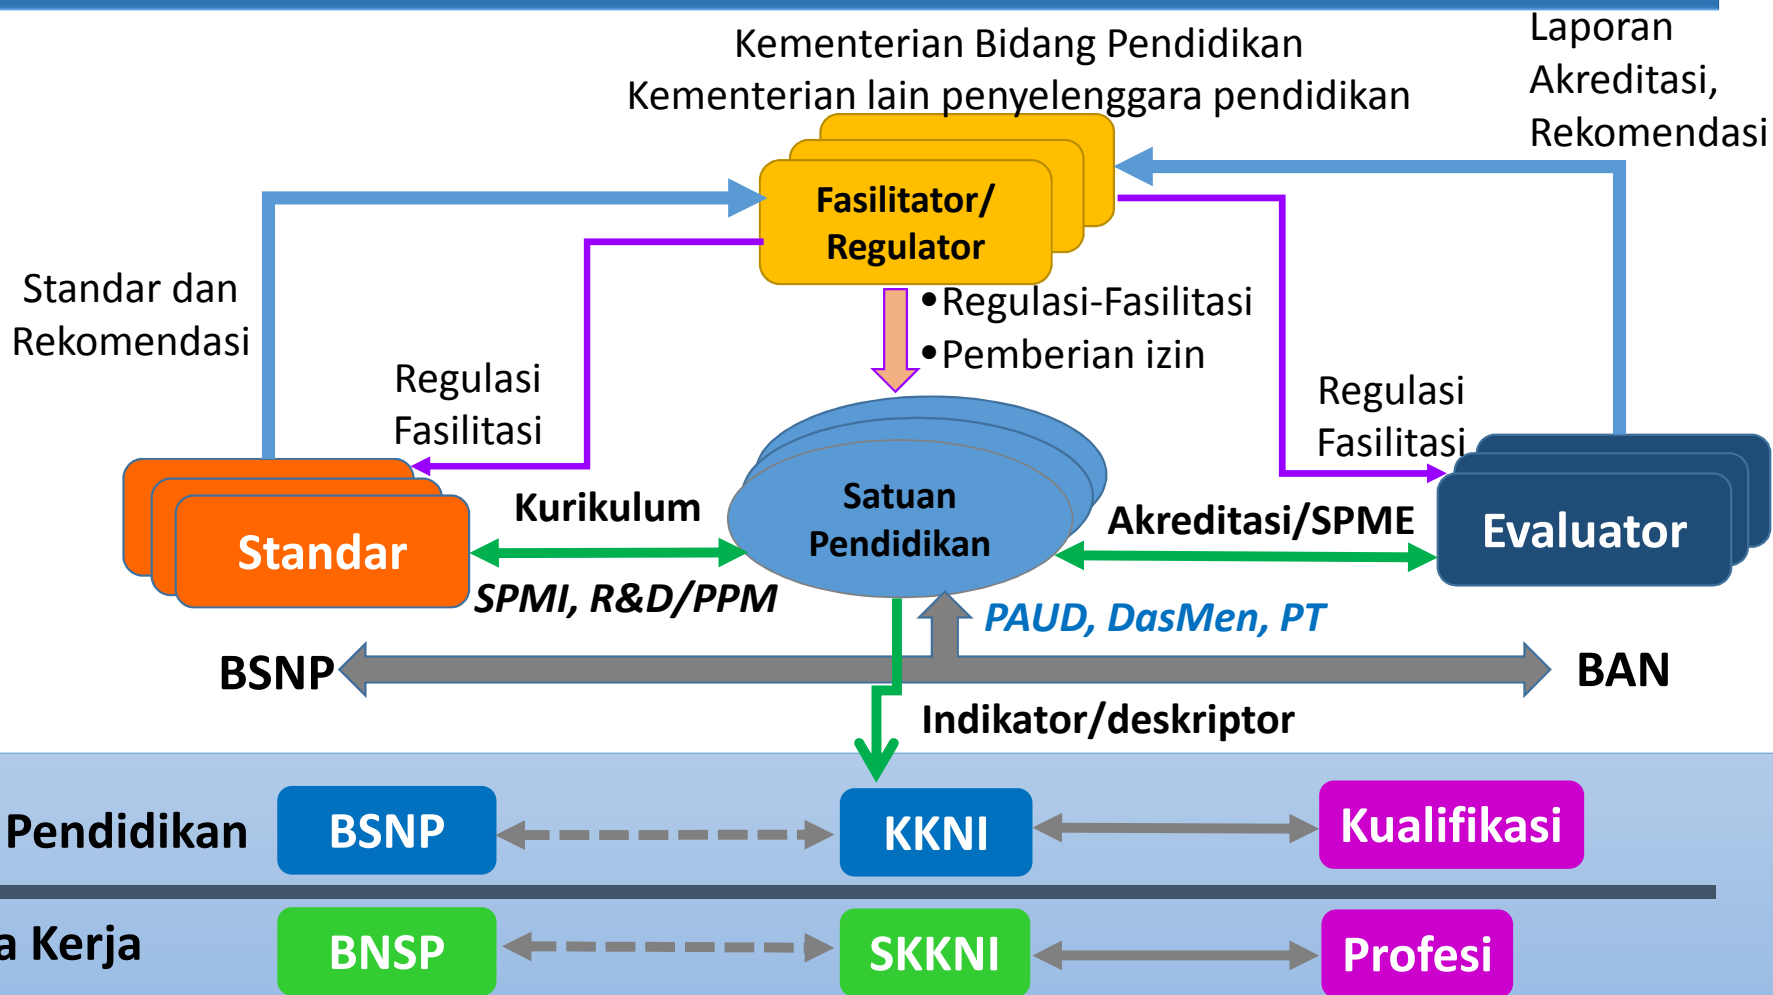 Kementerian Bidang Pendidikan
Kementerian lain penyelenggara pendidikan
Laporan
Akreditasi,
Rekomendasi
Fasilitator/
Regulator
Standar dan
Rekomendasi
•Regulasi-Fasilitasi
•Pemberian izin
Regulasi
Fasilitasi
Regulasi
Fasilitasi
Standar
Kurikulum
SPMI, R&D/PPM
Satuan
Pendidikan
Akreditasi/SPME
Evaluator
PAUD, DasMen, PT
BSNP
BAN
Indikator/deskriptor
Pendidikan
BSNP
KKNI
Kualifikasi
a Kerja
BNSP
SKKNI
Profesi